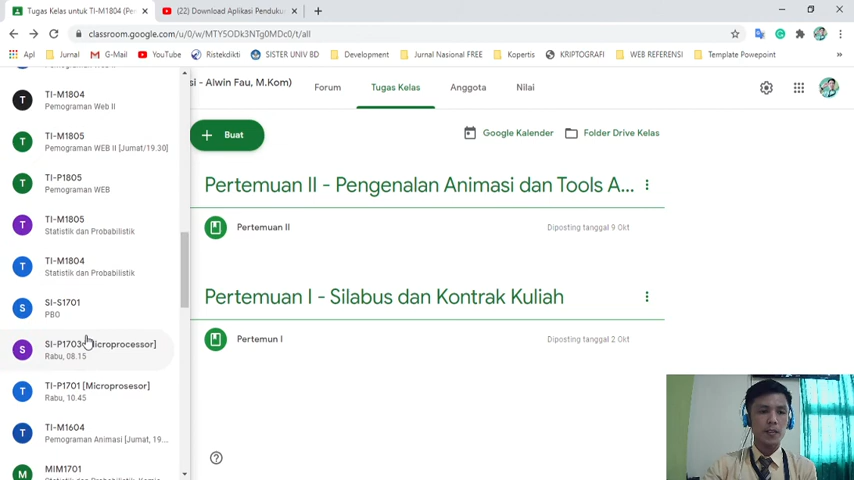 Tugas Kelas untuk TI-M1804 (Pe
(22) Download Aplikasi Penduku
classroom.google.com/u/0/w/MTY5ODk3NTg0MDc0/t/all
Apl
Jurnal
G-Mail
YouTube
Ristekdikti
SISTER UNIV BD
Development
Jurnal Nasional FREE
Kopertis
KRIPTOGRAFI
WEB REFERENSI
Template Powepoint
si - Alwin Fau, M.Kom)
Forum
Tugas Kelas
Anggota
Nilai
TI-M1804
Pemograman Web II
TI-M1805
Pemograman WEB II [Jumat/19.30]
TI-P1805
Pemograman WEB
TI-M1805
Statistik dan Probabilistik
TI-M1804
Statistik dan Probabilistik
SI-S1701
PBO
SI-P1703 Microprocessor]
Rabu, 08.15
TI-P1701 [Microprosesor]
Rabu, 10.45
TI-M1604
Pemograman Animasi [Jumat, 19...
MIM1701
Buat
Google Kalender
Folder Drive Kelas
Pertemuan II - Pengenalan Animasi dan Tools A...
Pertemuan II
Diposting tanggal 9 Okt
Pertemuan I - Silabus dan Kontrak Kuliah
Pertemun I
Diposting tanggal 2 Okt